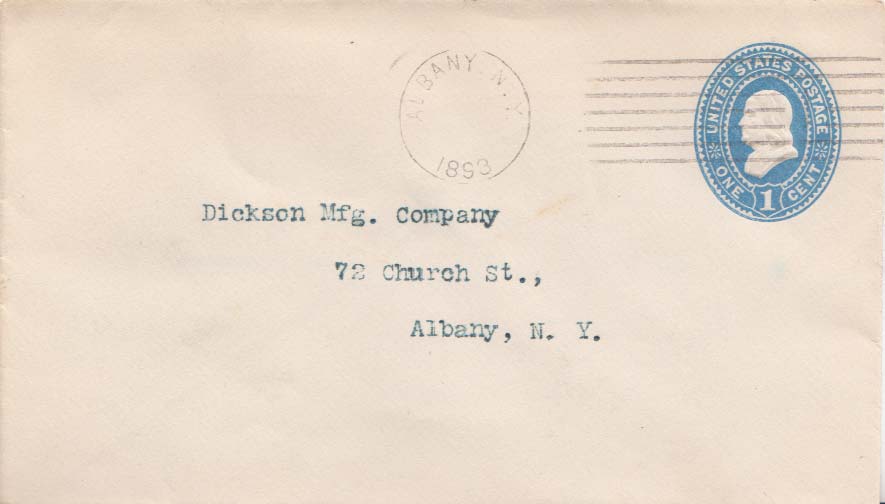 ALBANY, N.Y.
1893
UNITED STATES POSTAGE
ONE 1 CENT
Dickson Mfg. Company
72 Church St.,
Albany, N. Y.